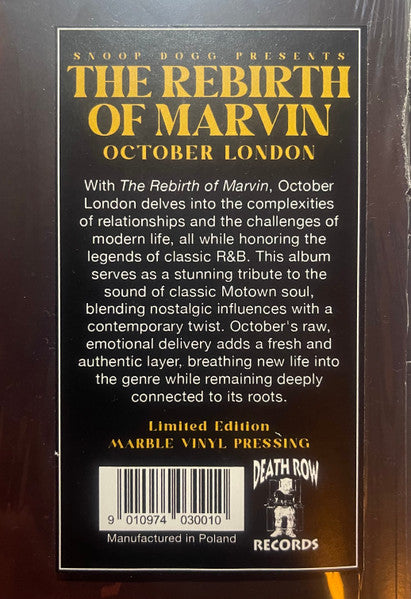 SNOOP DOGG PRESENTS
THE REBIRTH
OF MARVIN
OCTOBER LONDON
With The Rebirth of Marvin, October
London delves into the complexities
of relationships and the challenges of
modern life, all while honoring the
legends of classic R&B. This album
serves as a stunning tribute to the
sound of classic Motown soul,
blending nostalgic influences with a
contemporary twist. October's raw,
emotional delivery adds a fresh and
authentic layer, breathing new life into
the genre while remaining deeply
connected to its roots.
Limited Edition
MARBLE VINYL PRESSING
9 010974 030010
Manufactured in Poland
DEATH ROW
RECORDS